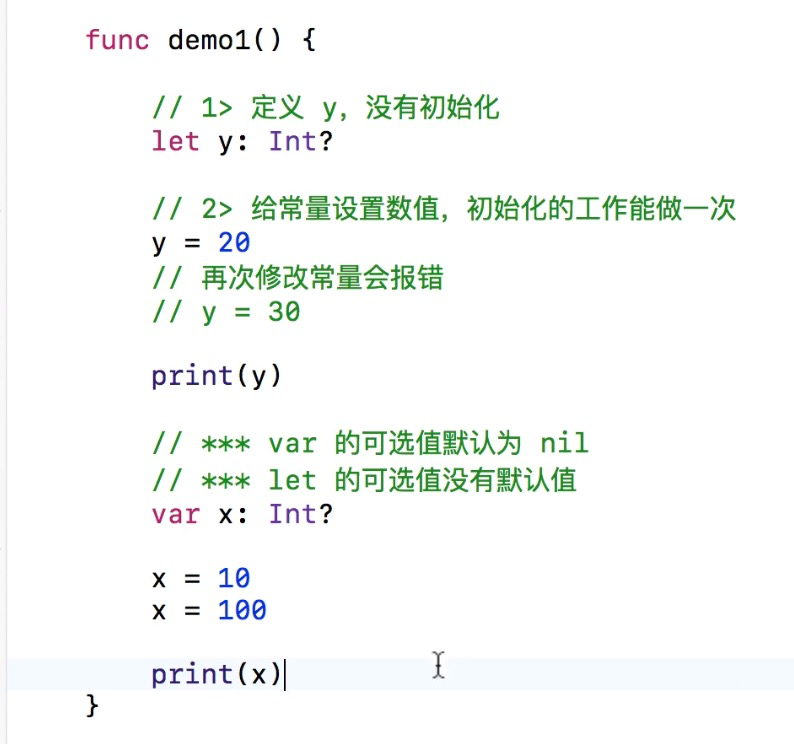 func demo1() {
// 1> 定义 y，没有初始化
let y: Int?
// 2> 给常量设置数值，初始化的工作能做一次
y = 20
// 再次修改常量会报错
// y = 30
print(y)
// *** var 的可选值默认为 nil
// *** let 的可选值没有默认值
var x: Int?
x = 10
x = 100
print(x)
}